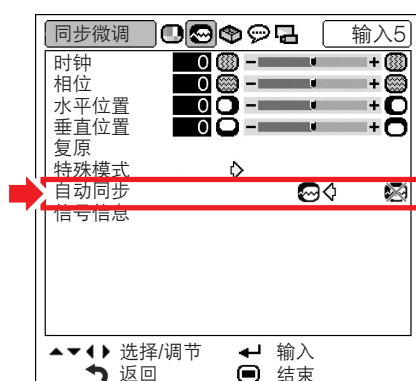 同步微调 输入5
时钟 0 - +
相位 0 - +
水平位置 0 - +
垂直位置 0 - +
复原
特殊模式
自动同步
信号信息
选择/调节 输入
返回 结束